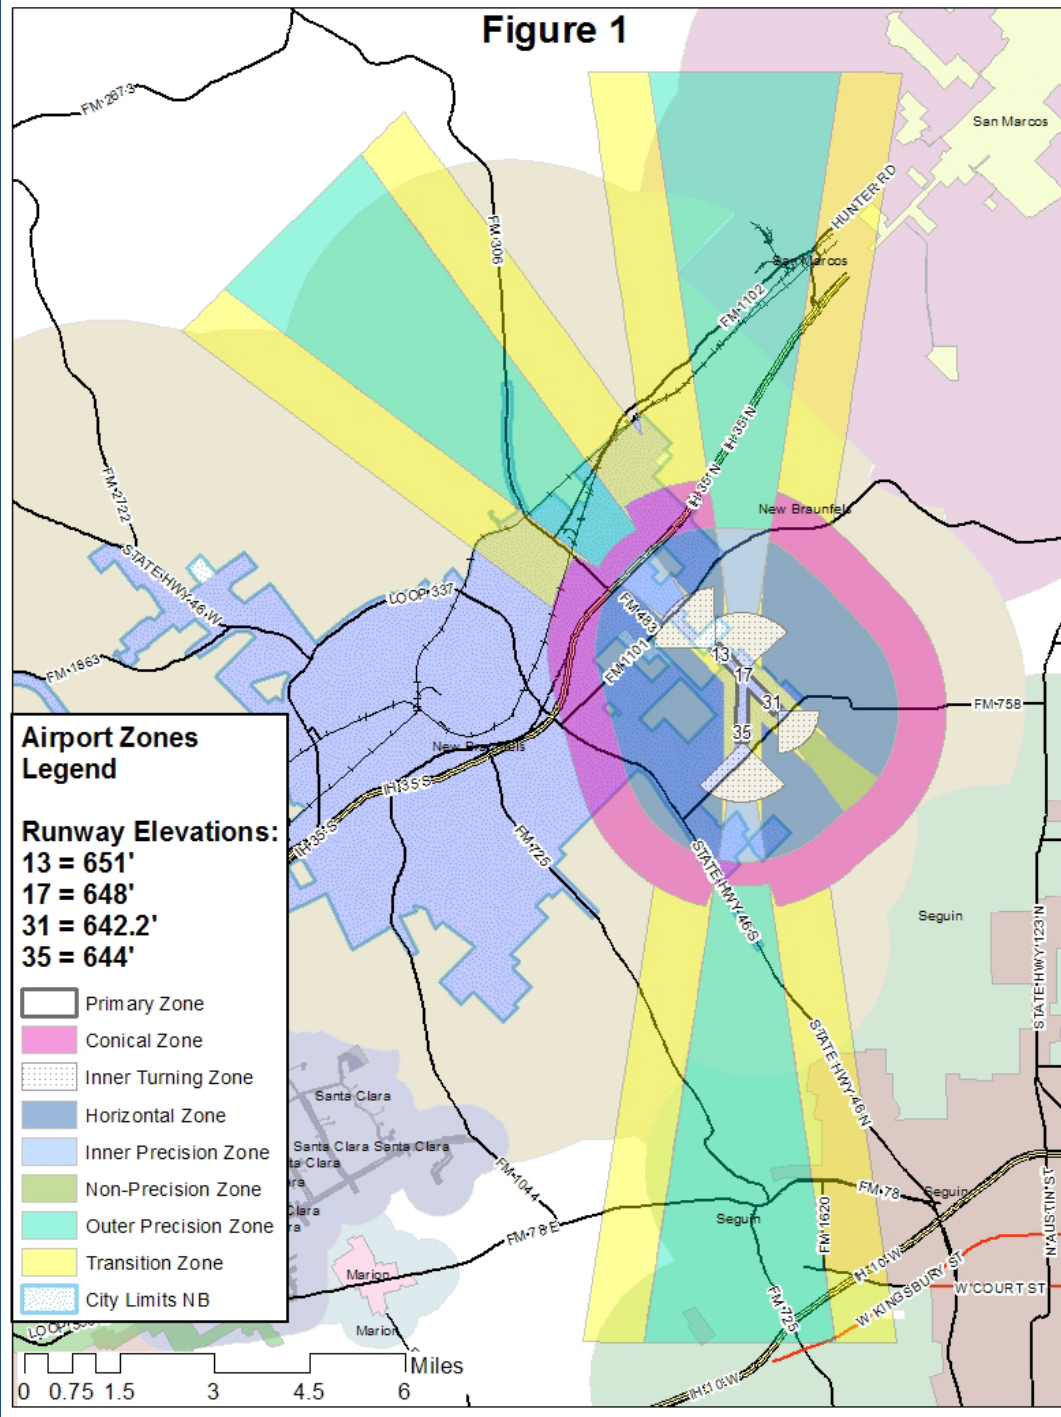 Figure 1
FM 2673
San Marcos
HUNTER RD
FM 306
San Marcos
FM 1102
IH 35 N
IH 35 N
FM 2722
New Braunfels
STATE HWY 46 W
LOOP 337
FM 483
FM 1101
FM 1863
13
17
31
35
FM 758
New Braunfels
IH 35 S
IH 35 S
FM 725
STATE HWY 46 S
Seguin
STATE HWY 123 N
STATE HWY 46 N
Airport Zones
Legend
Runway Elevations:
13 = 651'
17 = 648'
31 = 642.2'
35 = 644'
Primary Zone
Conical Zone
Inner Turning Zone
Horizontal Zone
Inner Precision Zone
Non-Precision Zone
Outer Precision Zone
Transition Zone
City Limits NB
Santa Clara
Santa Clara Santa Clara
FM 1044
FM 78 E
FM 78
Seguin
Seguin
FM 1620
N AUSTIN ST
IH 10 W
W KINGSBURY ST
W COURT ST
Marion
Marion
FM 725
IH 10 W
Miles
0 0.75 1.5 3 4.5 6